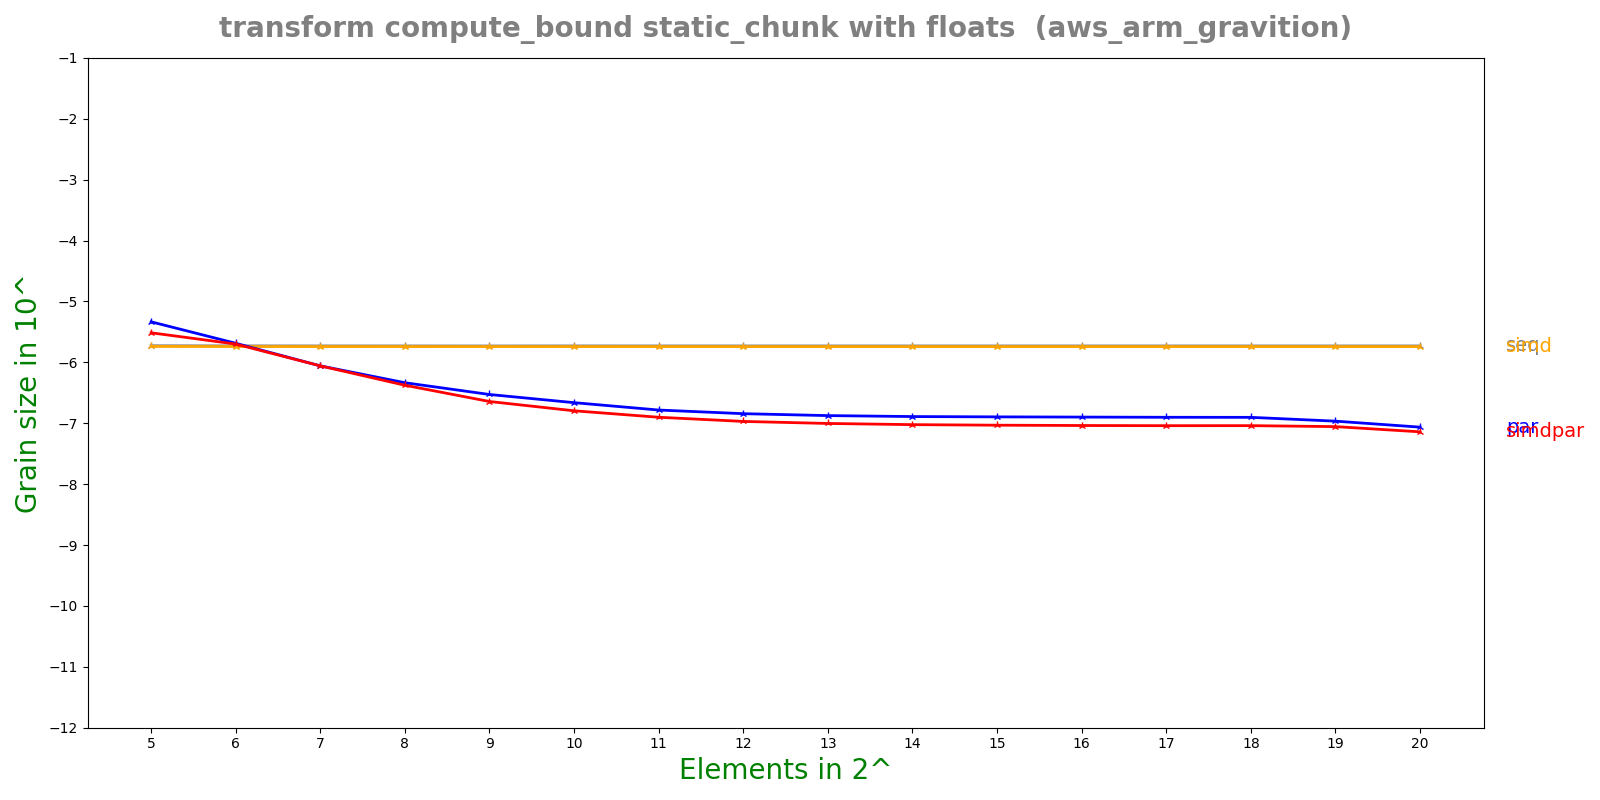 transform compute_bound static_chunk with floats (aws_arm_gravition)
Grain size in 10^
−1
−2
−3
−4
−5
−6
−7
−8
−9
−10
−11
−12
seq
simd
par
simdpar
5 6 7 8 9 10 11 12 13 14 15 16 17 18 19 20
Elements in 2^